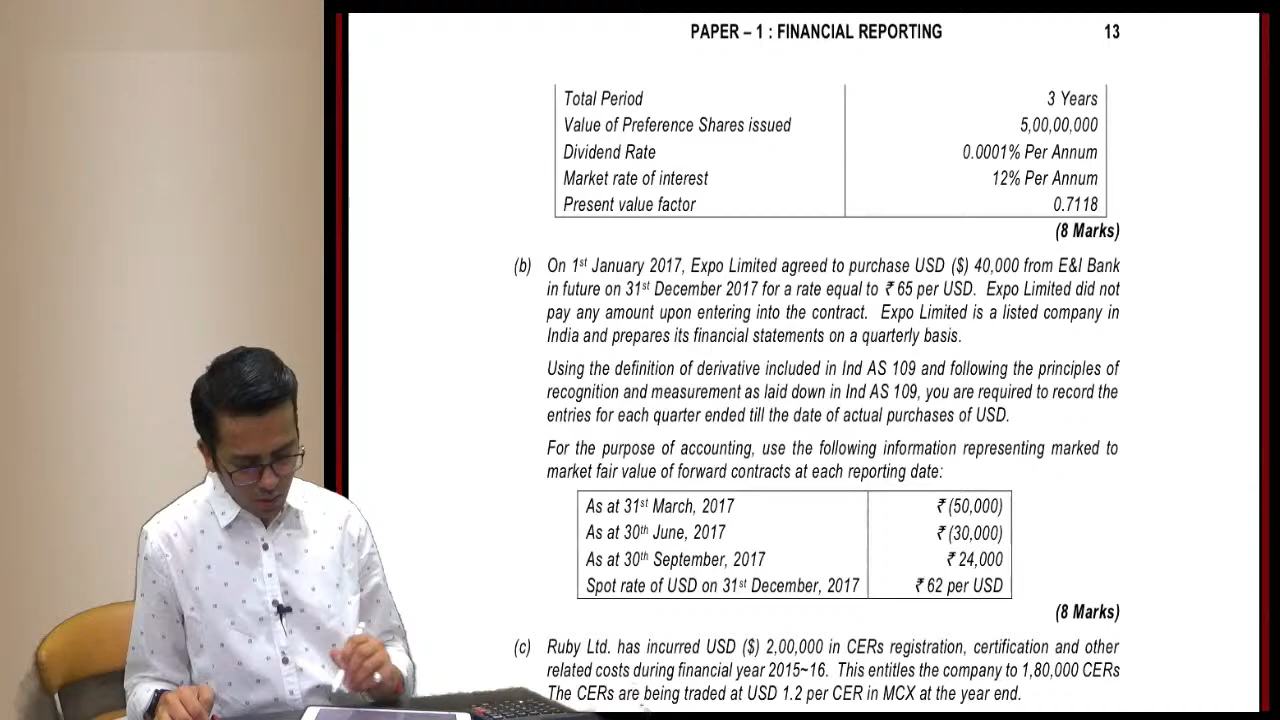 PAPER – 1 : FINANCIAL REPORTING 13
Total Period 3 Years
Value of Preference Shares issued 5,00,00,000
Dividend Rate 0.0001% Per Annum
Market rate of interest 12% Per Annum
Present value factor 0.7118
(8 Marks)
(b) On 1st January 2017, Expo Limited agreed to purchase USD ($) 40,000 from E&I Bank
in future on 31st December 2017 for a rate equal to ₹ 65 per USD. Expo Limited did not
pay any amount upon entering into the contract. Expo Limited is a listed company in
India and prepares its financial statements on a quarterly basis.
Using the definition of derivative included in Ind AS 109 and following the principles of
recognition and measurement as laid down in Ind AS 109, you are required to record the
entries for each quarter ended till the date of actual purchases of USD.
For the purpose of accounting, use the following information representing marked to
market fair value of forward contracts at each reporting date:
As at 31st March, 2017 ₹ (50,000)
As at 30th June, 2017 ₹ (30,000)
As at 30th September, 2017 ₹ 24,000
Spot rate of USD on 31st December, 2017 ₹ 62 per USD
(8 Marks)
(c) Ruby Ltd. has incurred USD ($) 2,00,000 in CERs registration, certification and other
related costs during financial year 2015~16. This entitles the company to 1,80,000 CERs
The CERs are being traded at USD 1.2 per CER in MCX at the year end.